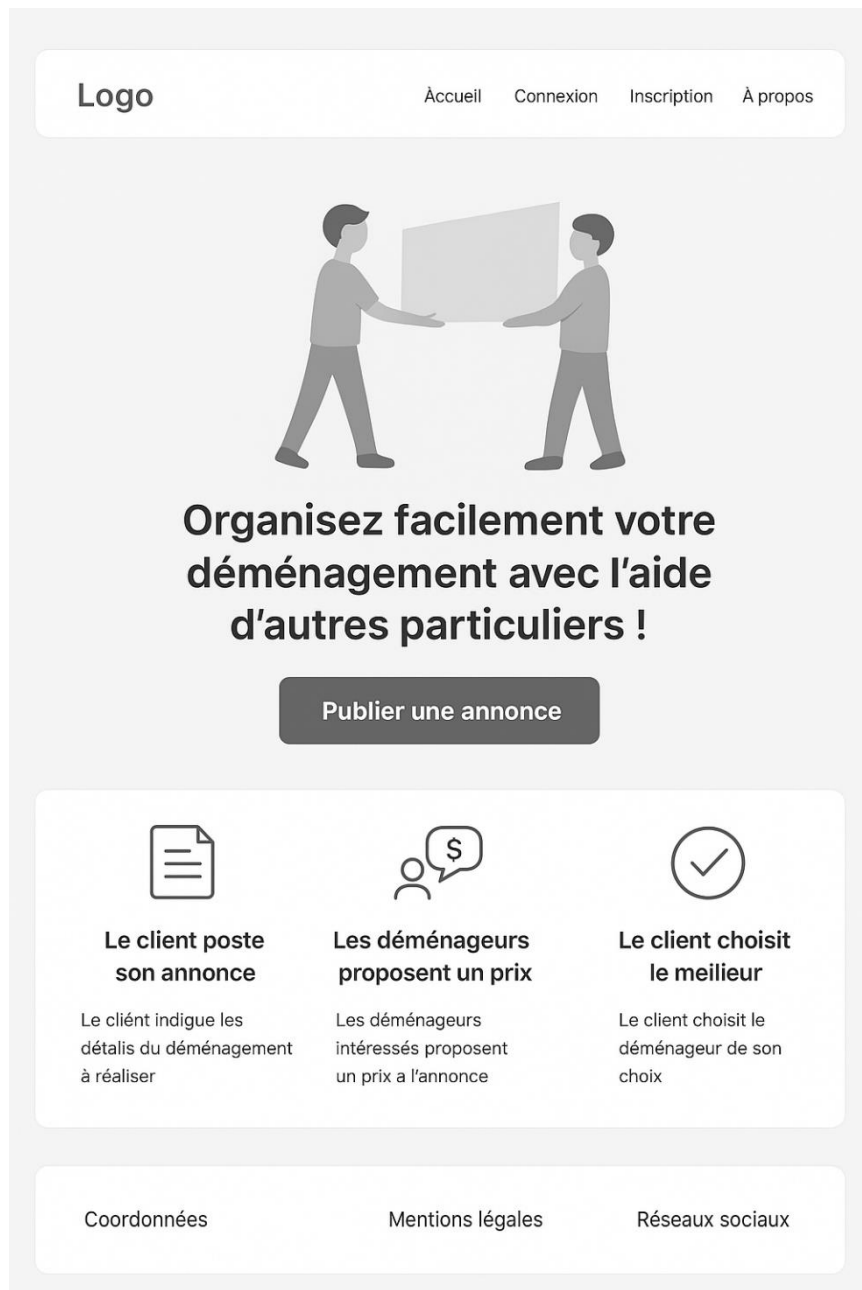 Logo
Àccueil Connexion Inscription À propos
Organisez facilement votre
déménagement avec l'aide
d'autres particuliers !
Publier une annonce
$
Le client poste
son annonce
Le cliént indigue les
détalis du déménagement
à réaliser
Les déménageurs
proposent un prix
Les déménageurs
intéressés proposent
un prix a l'annonce
Le client choisit
le meilieur
Le client choisit le
déménageur de son
choix
Coordonnées Mentions légales Réseaux sociaux